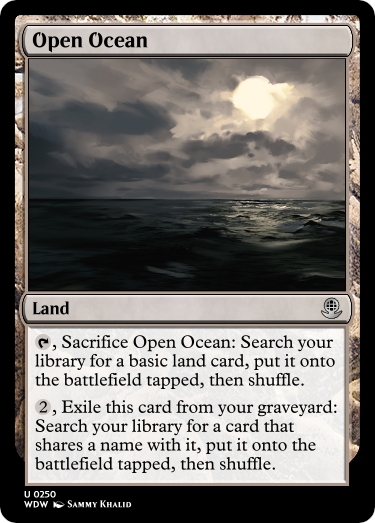 Open Ocean
Land
, Sacrifice Open Ocean: Search your
library for a basic land card, put it onto
the battlefield tapped, then shuffle.
2, Exile this card from your graveyard:
Search your library for a card that
shares a name with it, put it onto the
battlefield tapped, then shuffle.
U 0250
WDW Sammy Khalid